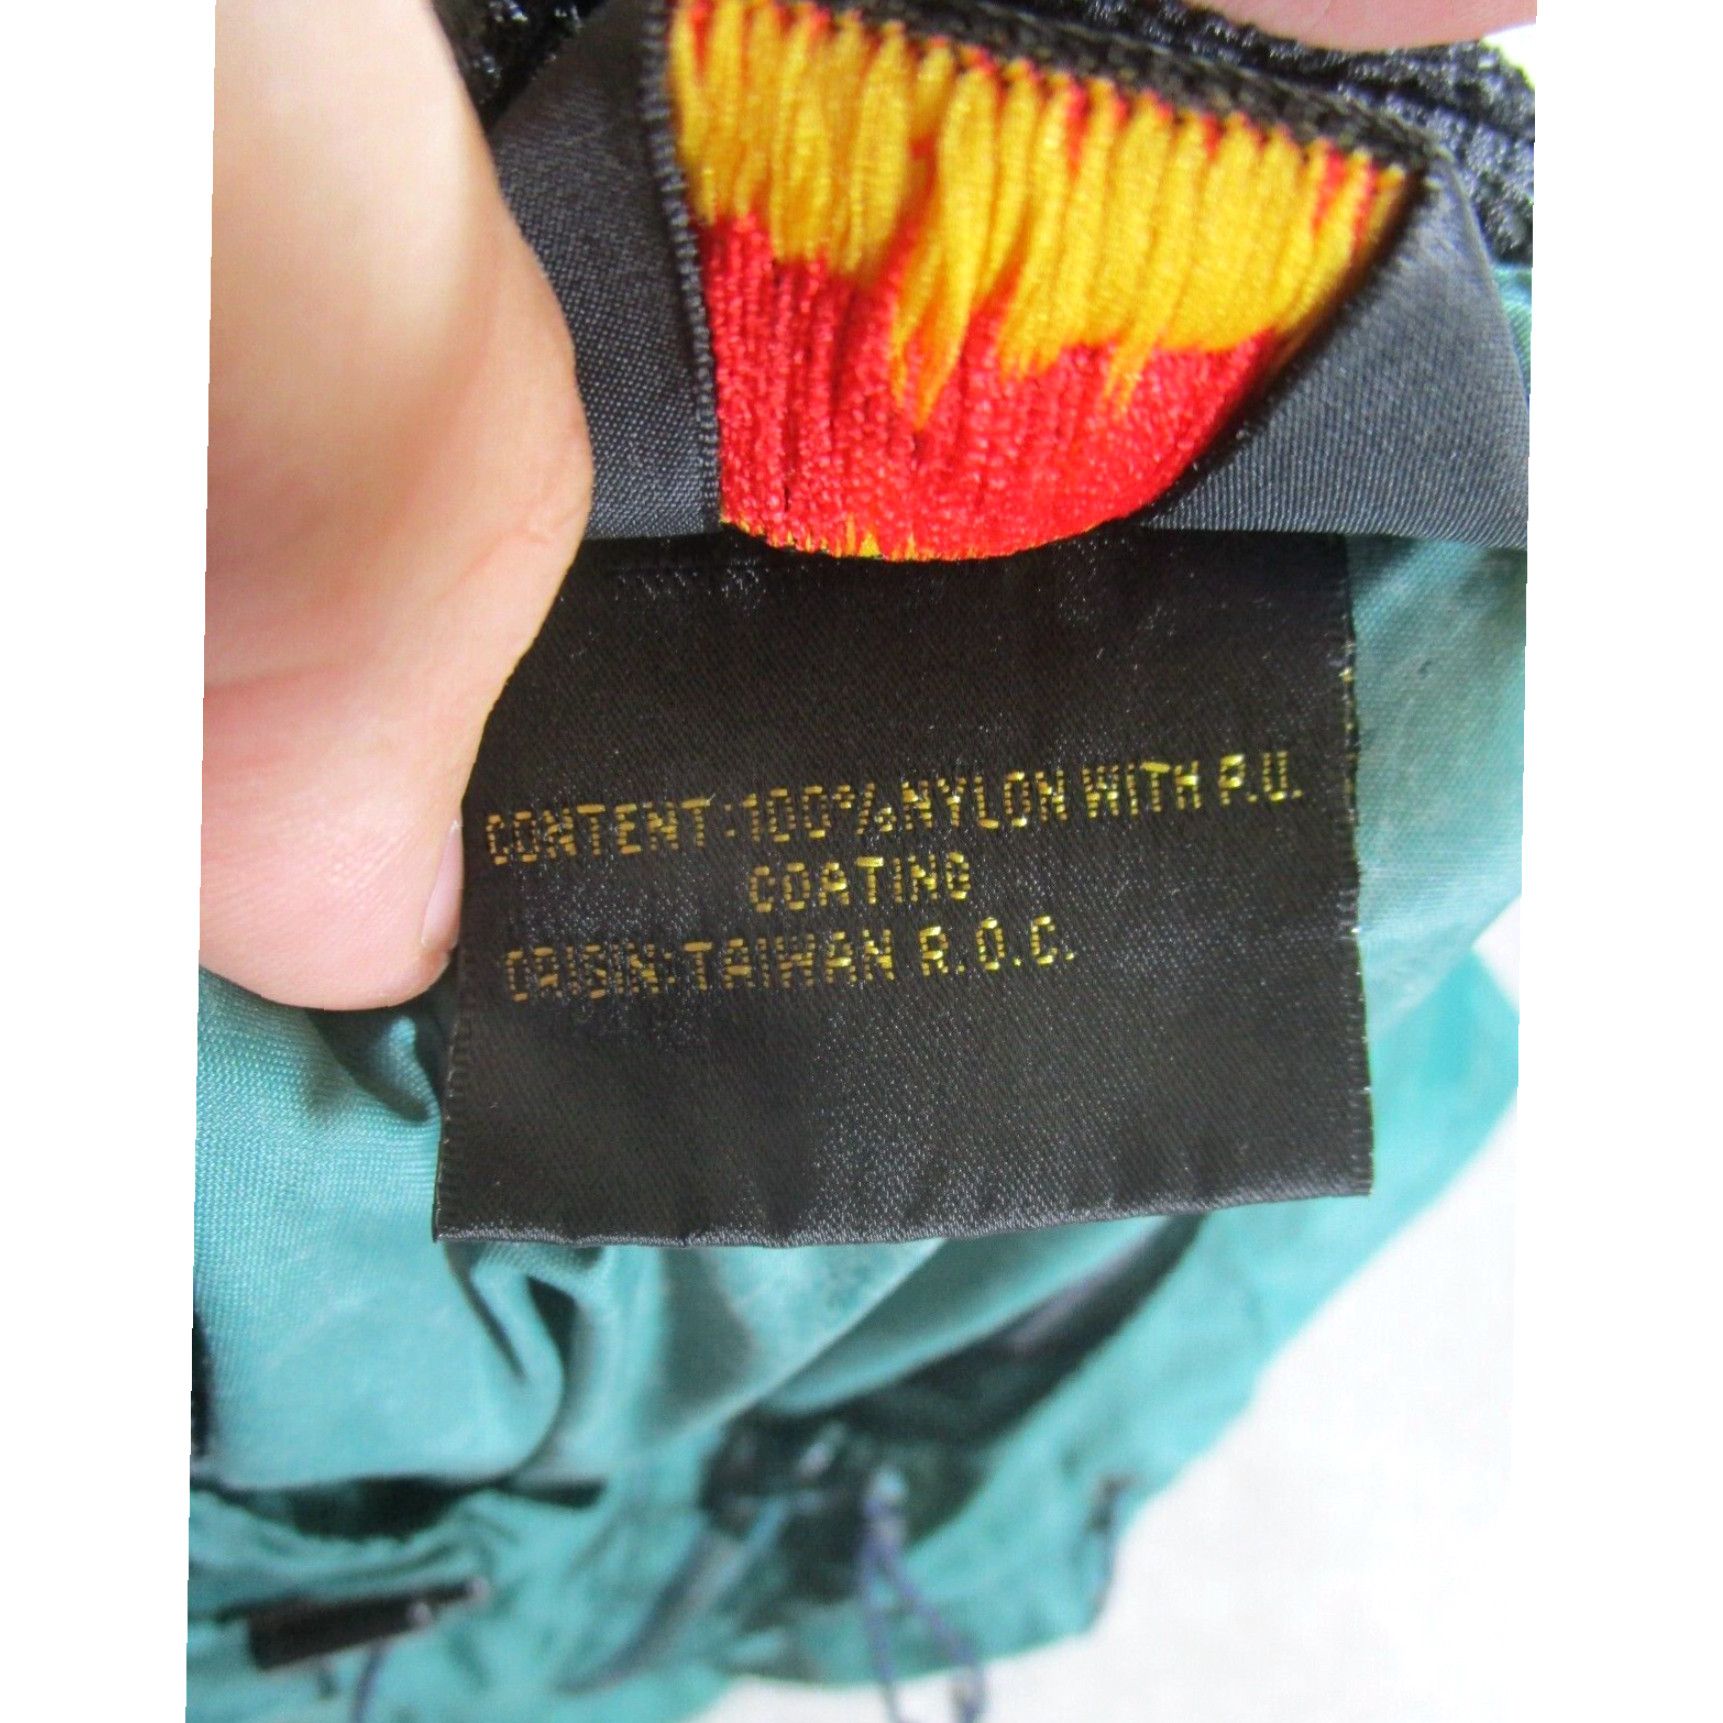 CONTENT:100%NYLON WITH P.U.
COATING
ORIGIN:TAIWAN R.O.C.